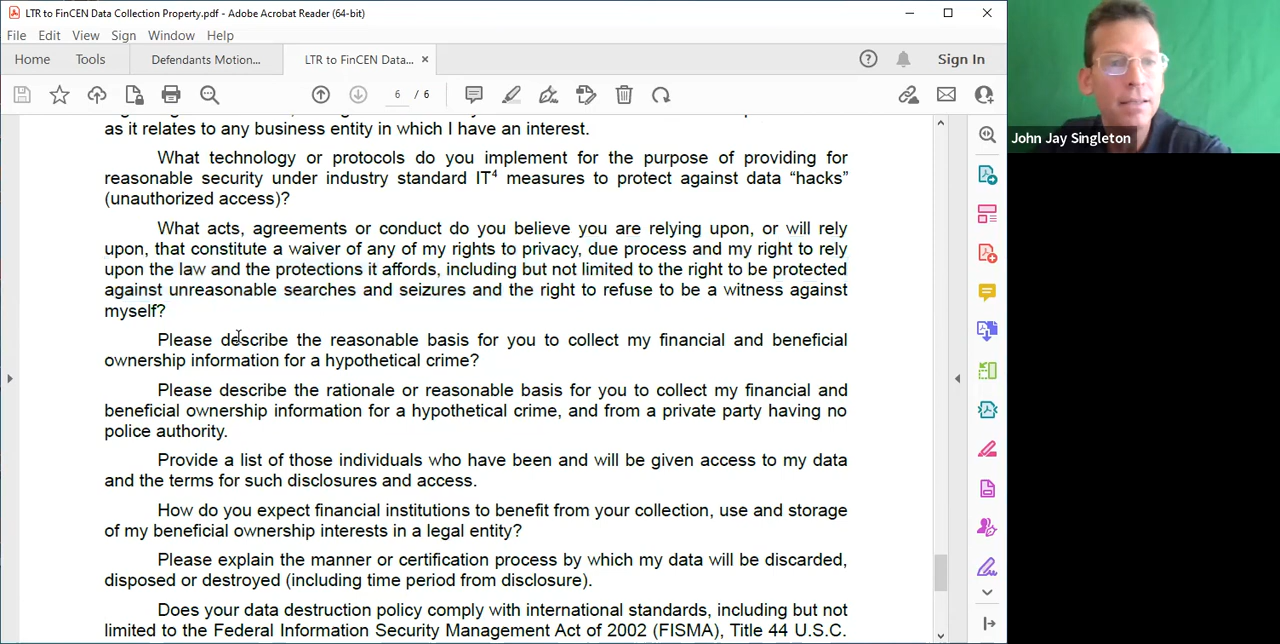 LTR to FinCEN Data Collection Property.pdf - Adobe Acrobat Reader (64-bit)
File Edit View Sign Window Help
Home Tools Defendants Motion... LTR to FinCEN Data... × Sign In
6 / 6
as it relates to any business entity in which I have an interest.
What technology or protocols do you implement for the purpose of providing for
reasonable security under industry standard IT⁴ measures to protect against data “hacks”
(unauthorized access)?
What acts, agreements or conduct do you believe you are relying upon, or will rely
upon, that constitute a waiver of any of my rights to privacy, due process and my right to rely
upon the law and the protections it affords, including but not limited to the right to be protected
against unreasonable searches and seizures and the right to refuse to be a witness against
myself?
Please describe the reasonable basis for you to collect my financial and beneficial
ownership information for a hypothetical crime?
Please describe the rationale or reasonable basis for you to collect my financial and
beneficial ownership information for a hypothetical crime, and from a private party having no
police authority.
Provide a list of those individuals who have been and will be given access to my data
and the terms for such disclosures and access.
How do you expect financial institutions to benefit from your collection, use and storage
of my beneficial ownership interests in a legal entity?
Please explain the manner or certification process by which my data will be discarded,
disposed or destroyed (including time period from disclosure).
Does your data destruction policy comply with international standards, including but not
limited to the Federal Information Security Management Act of 2002 (FISMA), Title 44 U.S.C.
John Jay Singleton